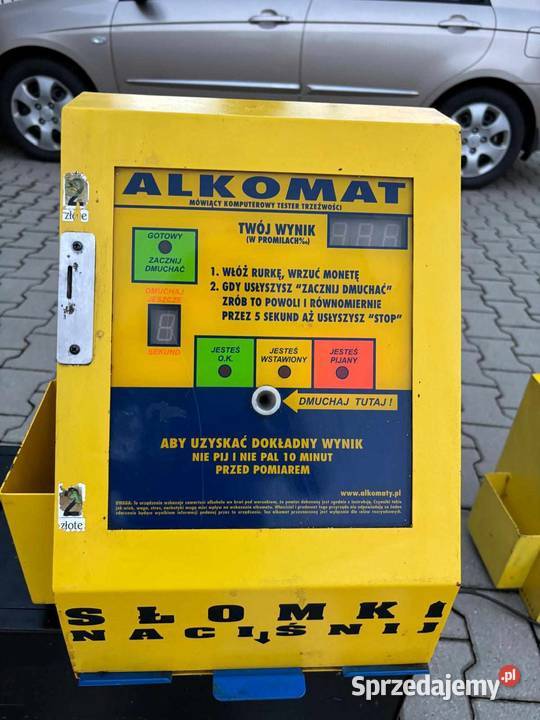 ALKOMAT
MÓWIĄCY KOMPUTEROWY TESTER TRZEŹWOŚCI
2
złote
GOTOWY
ZACZNIJ
DMUCHAĆ
TWÓJ WYNIK
(W PROMILACH‰)
DMUCHAJ
JESZCZE
8
SEKUND
1. WŁÓŻ RURKĘ, WRZUĆ MONETĘ
2. GDY USŁYSZYSZ "ZACZNIJ DMUCHAĆ"
ZRÓB TO POWOLI I RÓWNOMIERNIE
PRZEZ 5 SEKUND AŻ USŁYSZYSZ "STOP"
JESTEŚ
O.K.
JESTEŚ
WSTAWIONY
JESTEŚ
PIJANY
DMUCHAJ TUTAJ !
ABY UZYSKAĆ DOKŁADNY WYNIK
NIE PIJ I NIE PAL 10 MINUT
PRZED POMIAREM
www.alkomaty.pl
2
złote
SŁOMKI
NACIŚNIJ
Sprzedajemy.pl